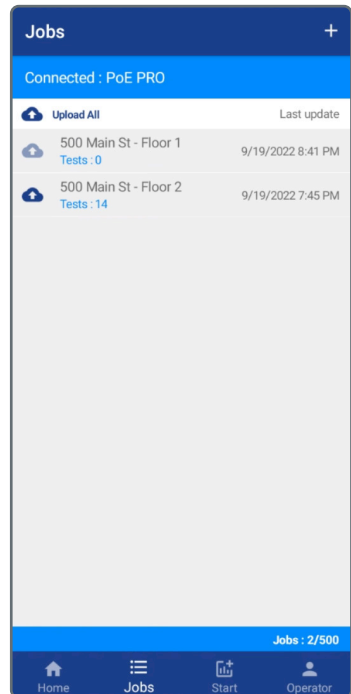 Jobs +
Connected : PoE PRO
Upload All Last update
500 Main St - Floor 1
Tests : 0 9/19/2022 8:41 PM
500 Main St - Floor 2
Tests : 14 9/19/2022 7:45 PM
Jobs : 2/500
Home Jobs Start Operator